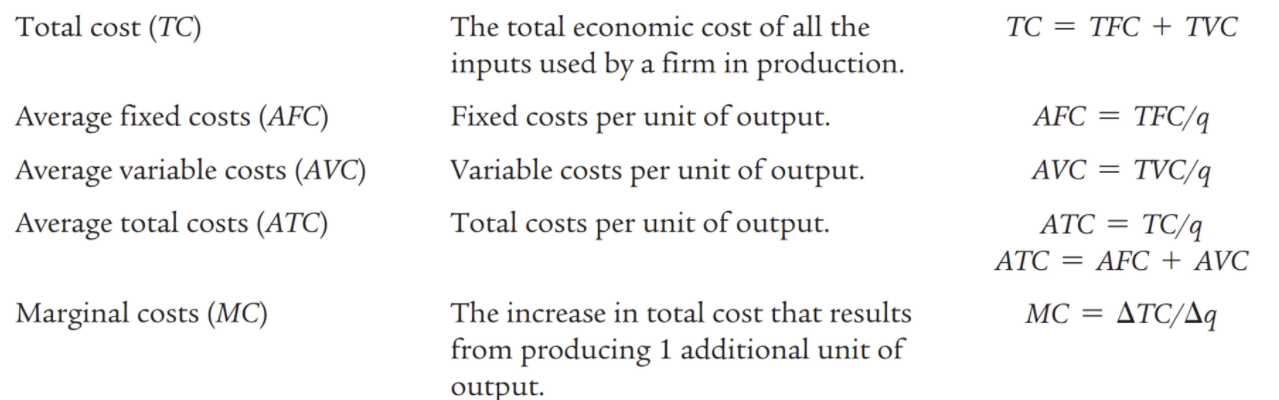 Total cost (TC) The total economic cost of all the TC = TFC + TVC
inputs used by a firm in production.
Average fixed costs (AFC) Fixed costs per unit of output. AFC = TFC/q
Average variable costs (AVC) Variable costs per unit of output. AVC = TVC/q
Average total costs (ATC) Total costs per unit of output. ATC = TC/q
ATC = AFC + AVC
Marginal costs (MC) The increase in total cost that results MC = ΔTC/Δq
from producing 1 additional unit of
output.